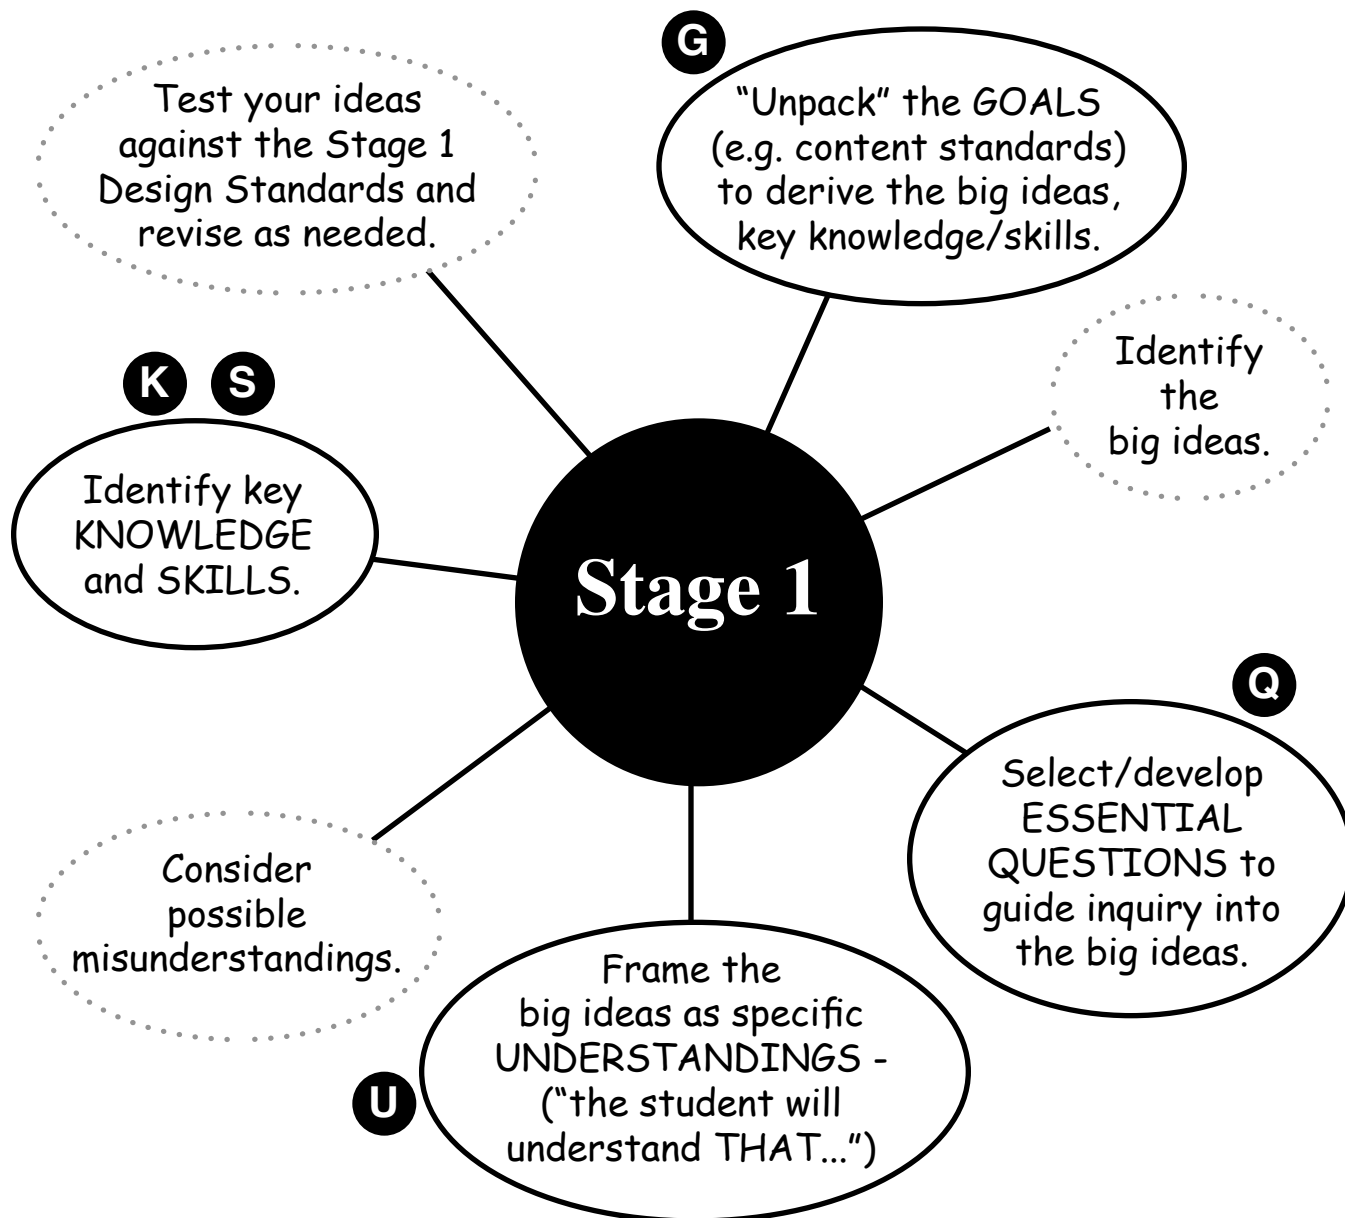 G
“Unpack” the GOALS
(e.g. content standards)
to derive the big ideas,
key knowledge/skills.
Test your ideas
against the Stage 1
Design Standards and
revise as needed.
Identify
the
big ideas.
K S
Identify key
KNOWLEDGE
and SKILLS.
Stage 1
Q
Select/develop
ESSENTIAL
QUESTIONS to
guide inquiry into
the big ideas.
Consider
possible
misunderstandings.
U
Frame the
big ideas as specific
UNDERSTANDINGS -
(“the student will
understand THAT...”)